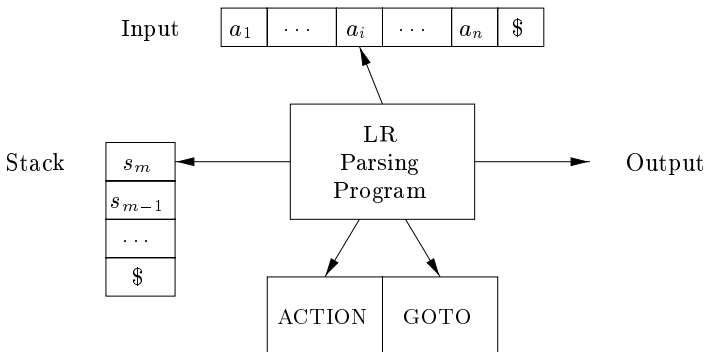 Input a₁ ··· aᵢ ··· aₙ $
LR
Parsing
Program
Stack
sₘ
sₘ₋₁
···
$
Output
ACTION GOTO